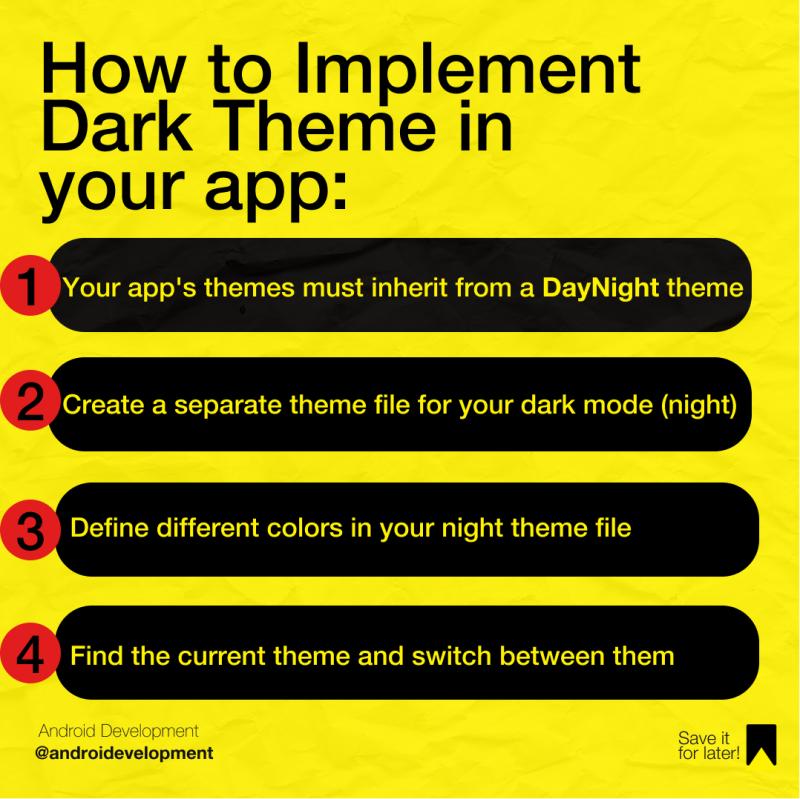 How to Implement
Dark Theme in
your app:
1 Your app's themes must inherit from a DayNight theme
2 Create a separate theme file for your dark mode (night)
3 Define different colors in your night theme file
4 Find the current theme and switch between them
Android Development
@androidevelopment
Save it
for later!